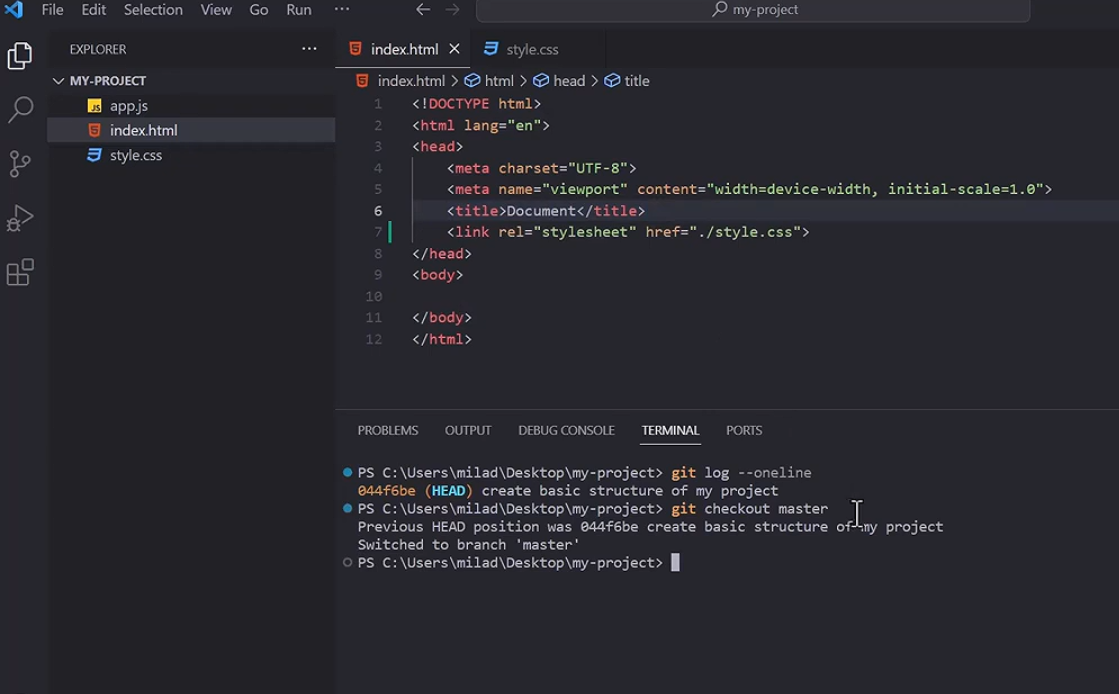 File Edit Selection View Go Run ··· ← → my-project
EXPLORER ···
MY-PROJECT
JS app.js
index.html
style.css
index.html × style.css
index.html > html > head > title
1 <!DOCTYPE html>
2 <html lang="en">
3 <head>
4 <meta charset="UTF-8">
5 <meta name="viewport" content="width=device-width, initial-scale=1.0">
6 <title>Document</title>
7 <link rel="stylesheet" href="./style.css">
8 </head>
9 <body>
10
11 </body>
12 </html>
PROBLEMS OUTPUT DEBUG CONSOLE TERMINAL PORTS
PS C:\Users\milad\Desktop\my-project> git log --oneline
044f6be (HEAD) create basic structure of my project
PS C:\Users\milad\Desktop\my-project> git checkout master
Previous HEAD position was 044f6be create basic structure of my project
Switched to branch 'master'
PS C:\Users\milad\Desktop\my-project>